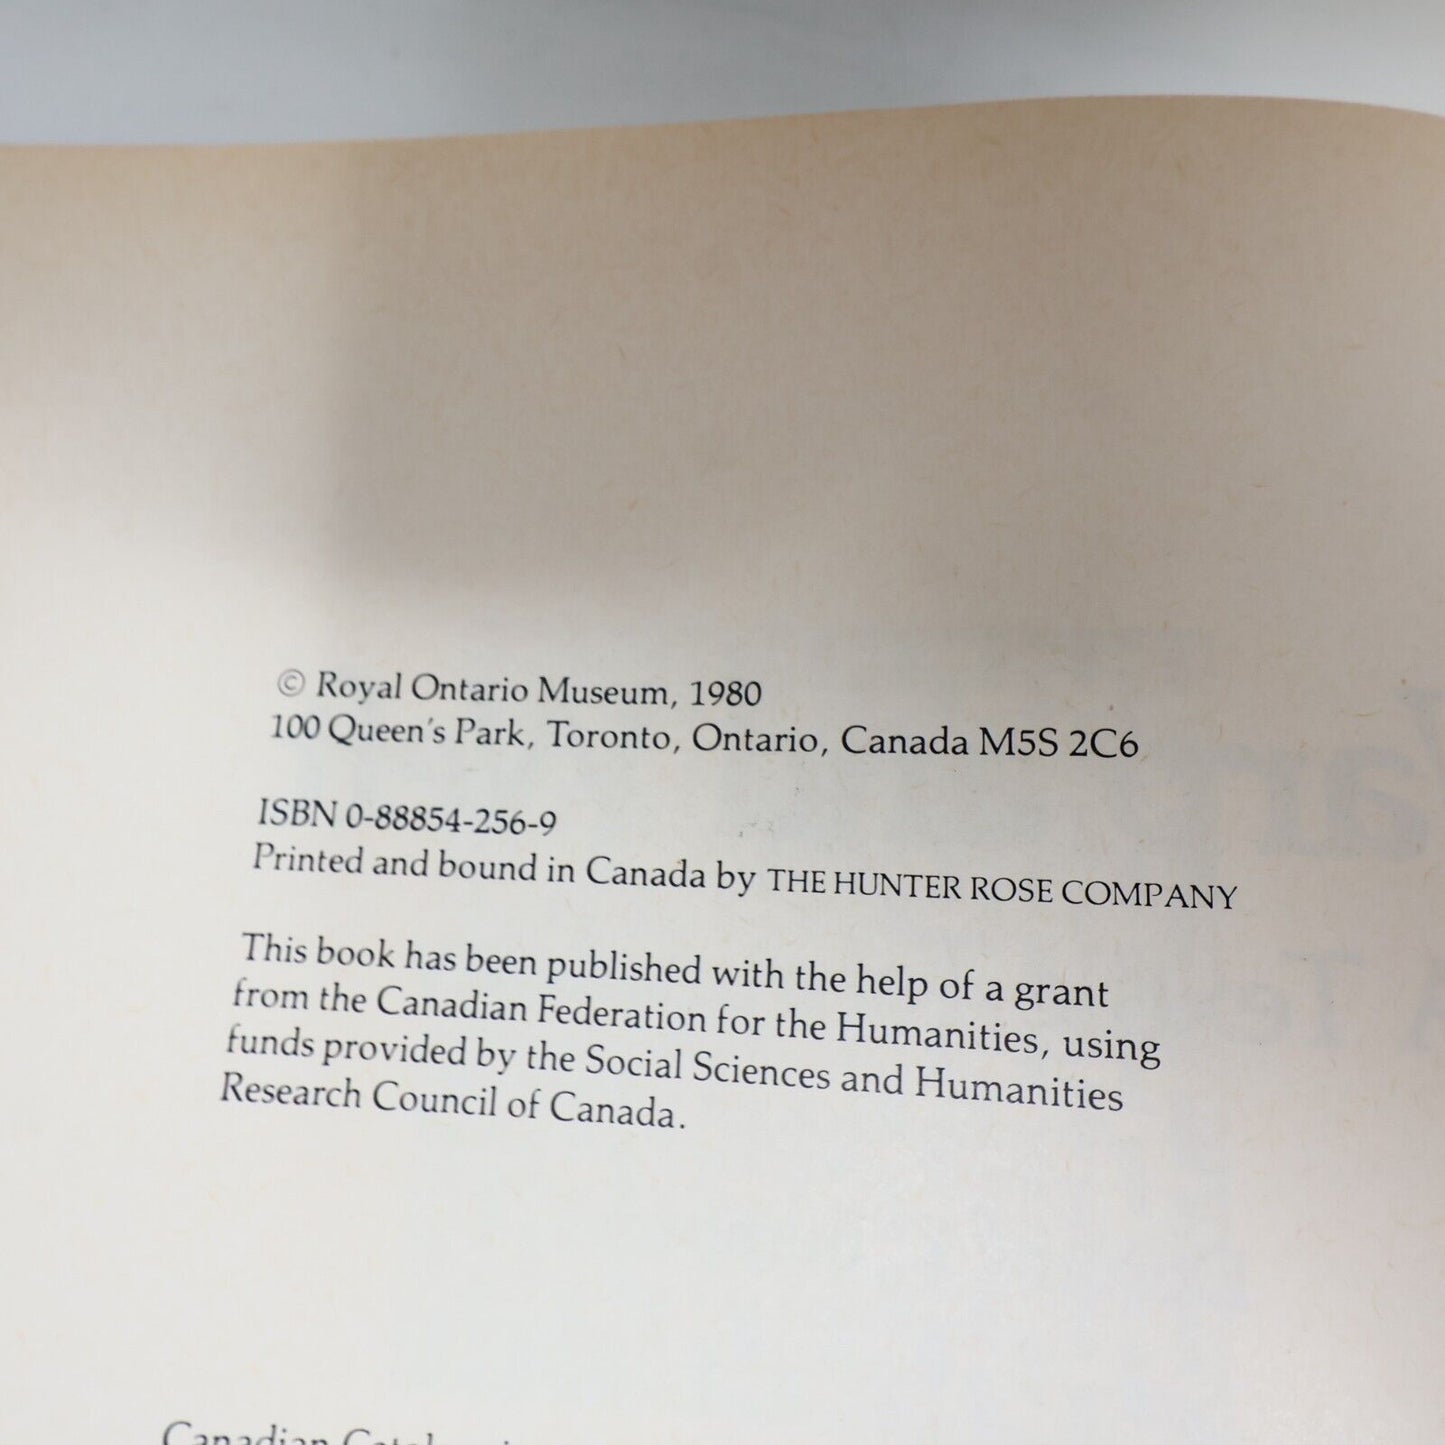 © Royal Ontario Museum, 1980
100 Queen's Park, Toronto, Ontario, Canada M5S 2C6
ISBN 0-88854-256-9
Printed and bound in Canada by THE HUNTER ROSE COMPANY
This book has been published with the help of a grant
from the Canadian Federation for the Humanities, using
funds provided by the Social Sciences and Humanities
Research Council of Canada.
Canadian